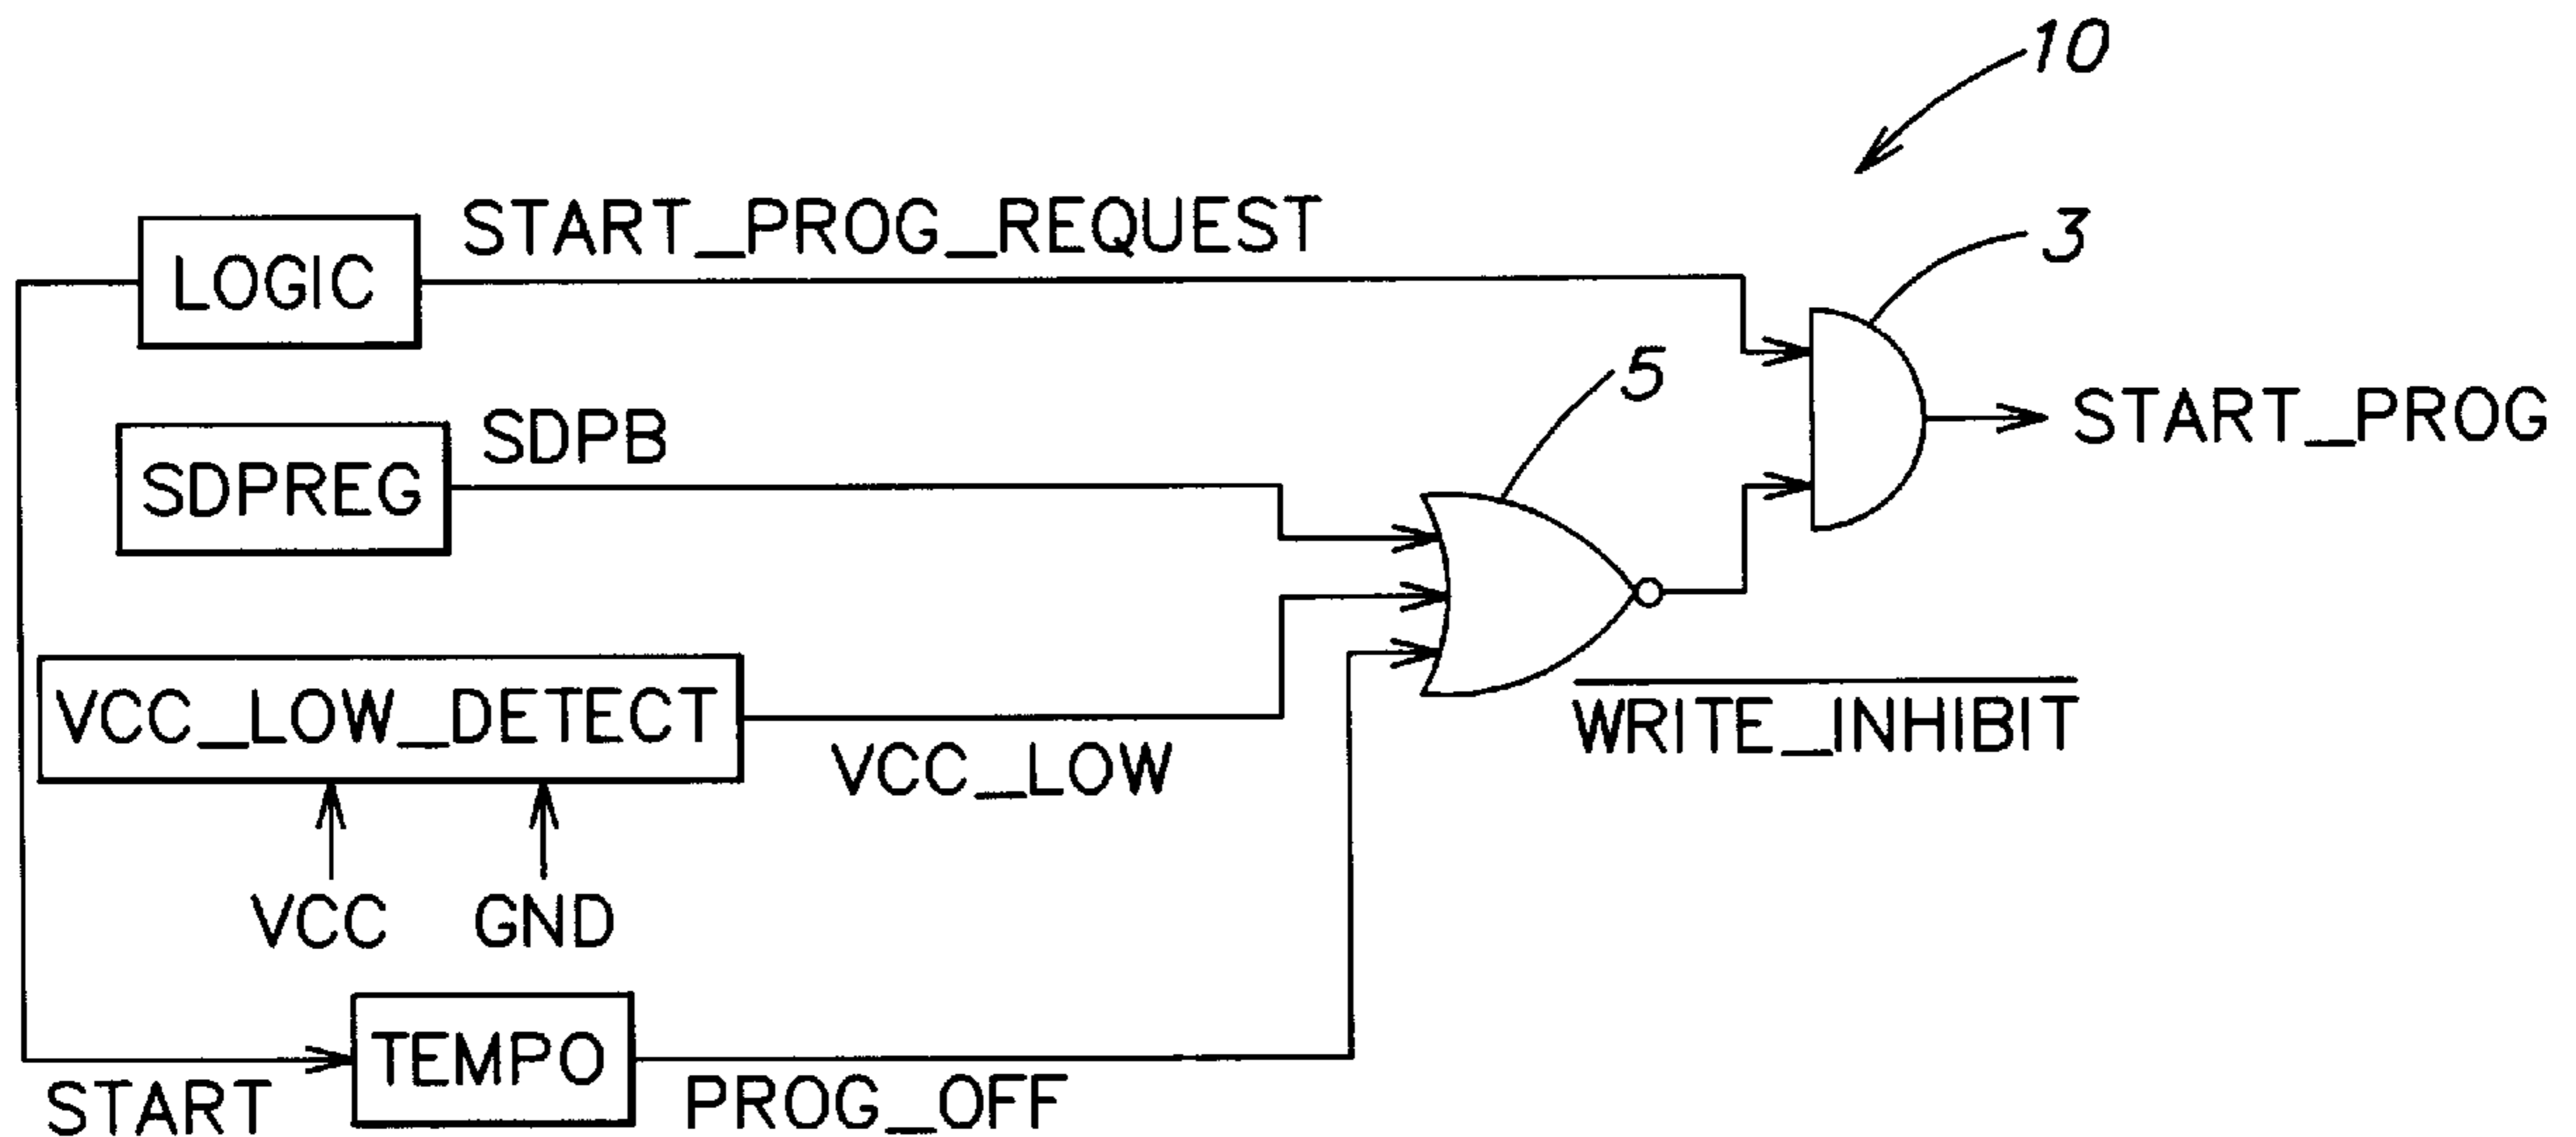 10
START_PROG_REQUEST
3
LOGIC
5
SDPB
START_PROG
SDPREG
VCC_LOW_DETECT
WRITE_INHIBIT
VCC_LOW
VCC GND
TEMPO
START
PROG_OFF